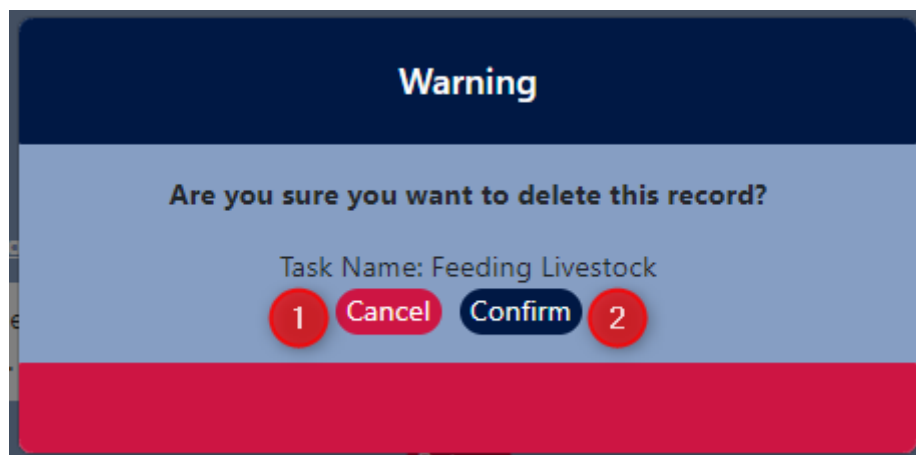 Warning
Are you sure you want to delete this record?
Task Name: Feeding Livestock
1 Cancel Confirm 2